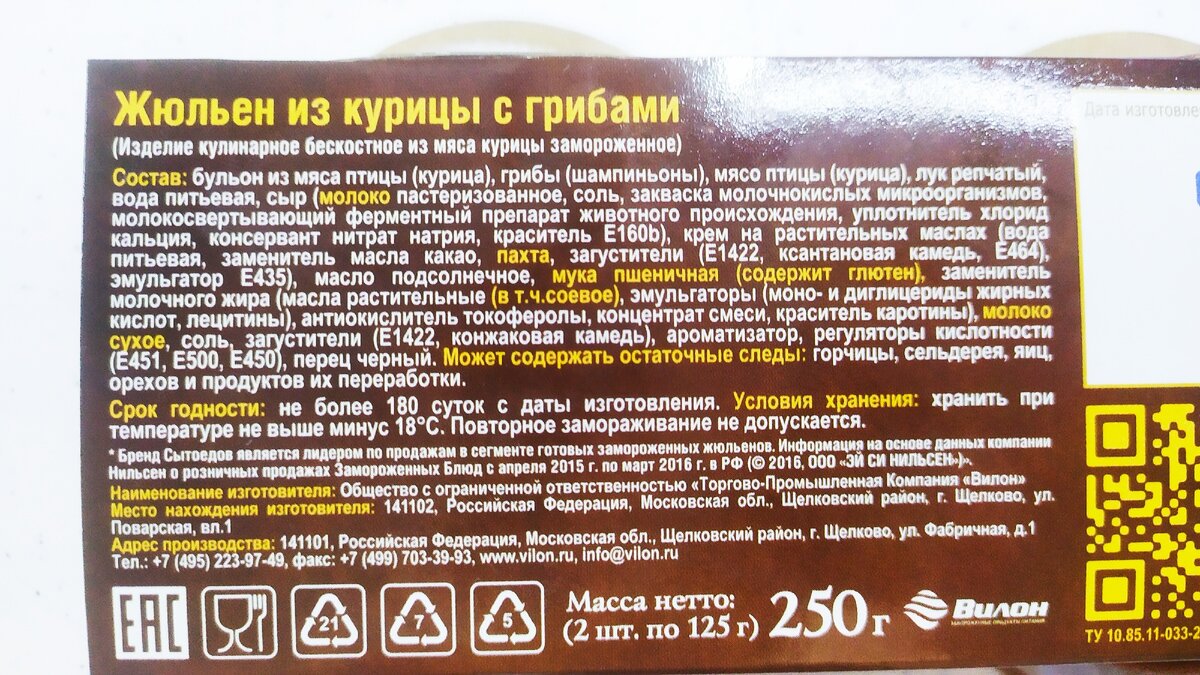 Жюльен из курицы с грибами
(Изделие кулинарное бескостное из мяса курицы замороженное)
Состав: бульон из мяса птицы (курица), грибы (шампиньоны), мясо птицы (курица), лук репчатый,
вода питьевая, сыр (молоко пастеризованное, соль, закваска молочнокислых микроорганизмов,
молокосвертывающий ферментный препарат животного происхождения, уплотнитель хлорид
кальция, консервант нитрат натрия, краситель Е160b), крем на растительных маслах (вода
питьевая, заменитель масла какао, пахта, загустители (Е1422, ксантановая камедь, Е464),
эмульгатор Е435), масло подсолнечное, мука пшеничная (содержит глютен), заменитель
молочного жира (масла растительные (в т.ч.соевое), эмульгаторы (моно- и диглицериды жирных
кислот, лецитины), антиокислитель токоферолы, концентрат смеси, краситель каротины), молоко
сухое, соль, загустители (Е1422, конжаковая камедь), ароматизатор, регуляторы кислотности
(Е451, Е500, Е450), перец черный. Может содержать остаточные следы: горчицы, сельдерея, яиц,
орехов и продуктов их переработки.
Срок годности: не более 180 суток с даты изготовления. Условия хранения: хранить при
температуре не выше минус 18°С. Повторное замораживание не допускается.
* Бренд Сытоедов является лидером по продажам в сегменте готовых замороженных жюльенов. Информация на основе данных компании
Нильсен о розничных продажах Замороженных Блюд с апреля 2015 г. по март 2016 г. в РФ (© 2016, ООО «ЭЙ СИ НИЛЬСЕН»)».
Наименование изготовителя: Общество с ограниченной ответственностью «Торгово-Промышленная Компания «Вилон»
Место нахождения изготовителя: 141102, Российская Федерация, Московская обл., Щелковский район, г. Щелково, ул.
Поварская, вл.1
Адрес производства: 141101, Российская Федерация, Московская обл., Щелковский район, г. Щелково, ул. Фабричная, д.1
Тел.: +7 (495) 223-97-49, факс: +7 (499) 703-39-93, www.vilon.ru, info@vilon.ru
EAC
21
7
5
Масса нетто:
(2 шт. по 125 г)
250 г
Вилон
ЗАМОРОЖЕННЫЕ ПРОДУКТЫ ПИТАНИЯ
Дата изготовле
ТУ 10.85.11-033-2